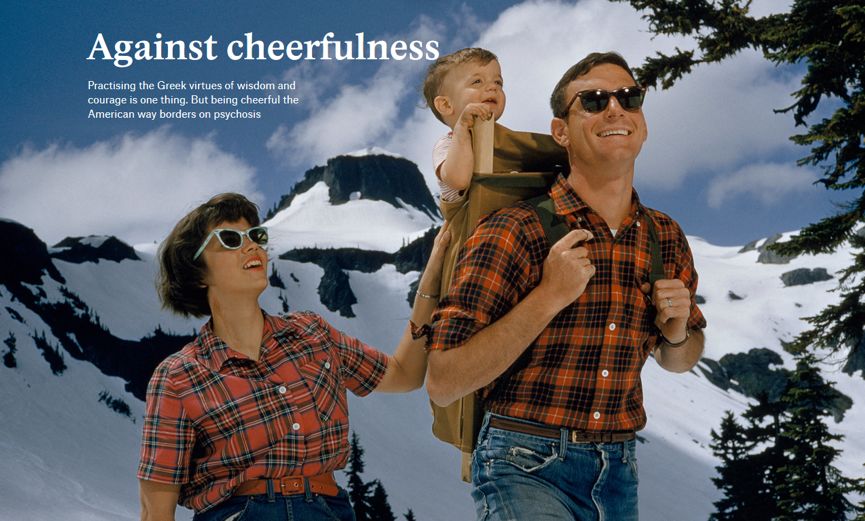 Against cheerfulness
Practising the Greek virtues of wisdom and
courage is one thing. But being cheerful the
American way borders on psychosis